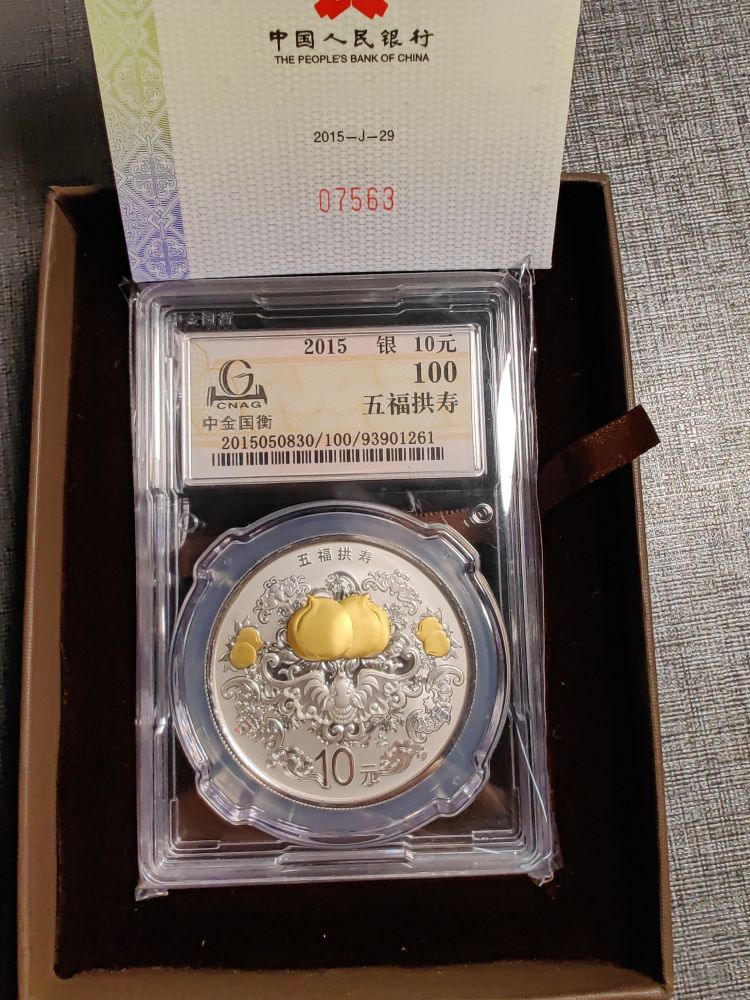 中国人民银行
THE PEOPLE'S BANK OF CHINA
2015-J-29
07563
2015 银 10元
100
五福拱寿
CNAG
中金国衡
2015050830/100/93901261
五福拱寿
10元